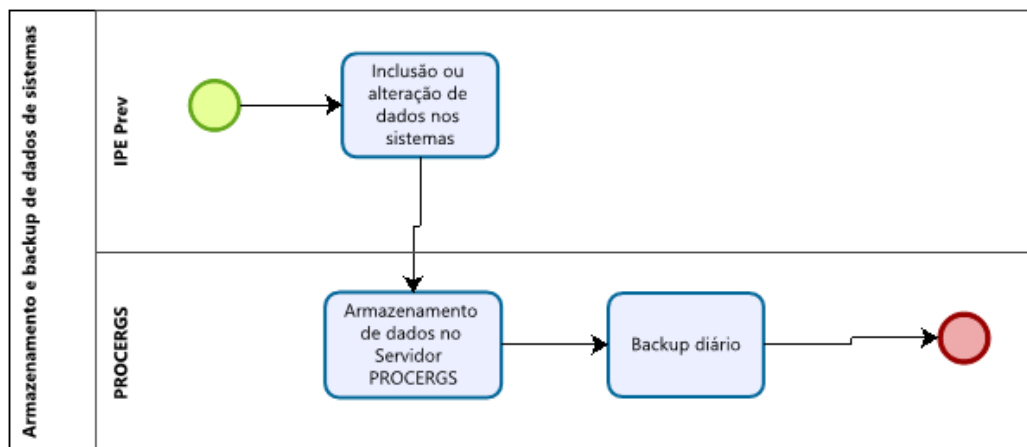 Armazenamento e backup de dados de sistemas
IPE Prev
Inclusão ou
alteração de
dados nos
sistemas
PROCERGS
Armazenamento
de dados no
Servidor
PROCERGS
Backup diário